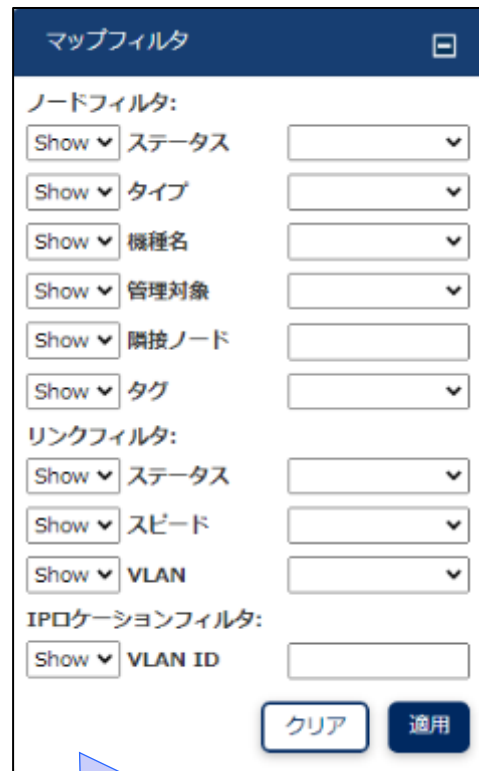 マップフィルタ
ノードフィルタ:
Show ステータス
Show タイプ
Show 機種名
Show 管理対象
Show 隣接ノード
Show タグ
リンクフィルタ:
Show ステータス
Show スピード
Show VLAN
IPロケーションフィルタ:
Show VLAN ID
クリア 適用